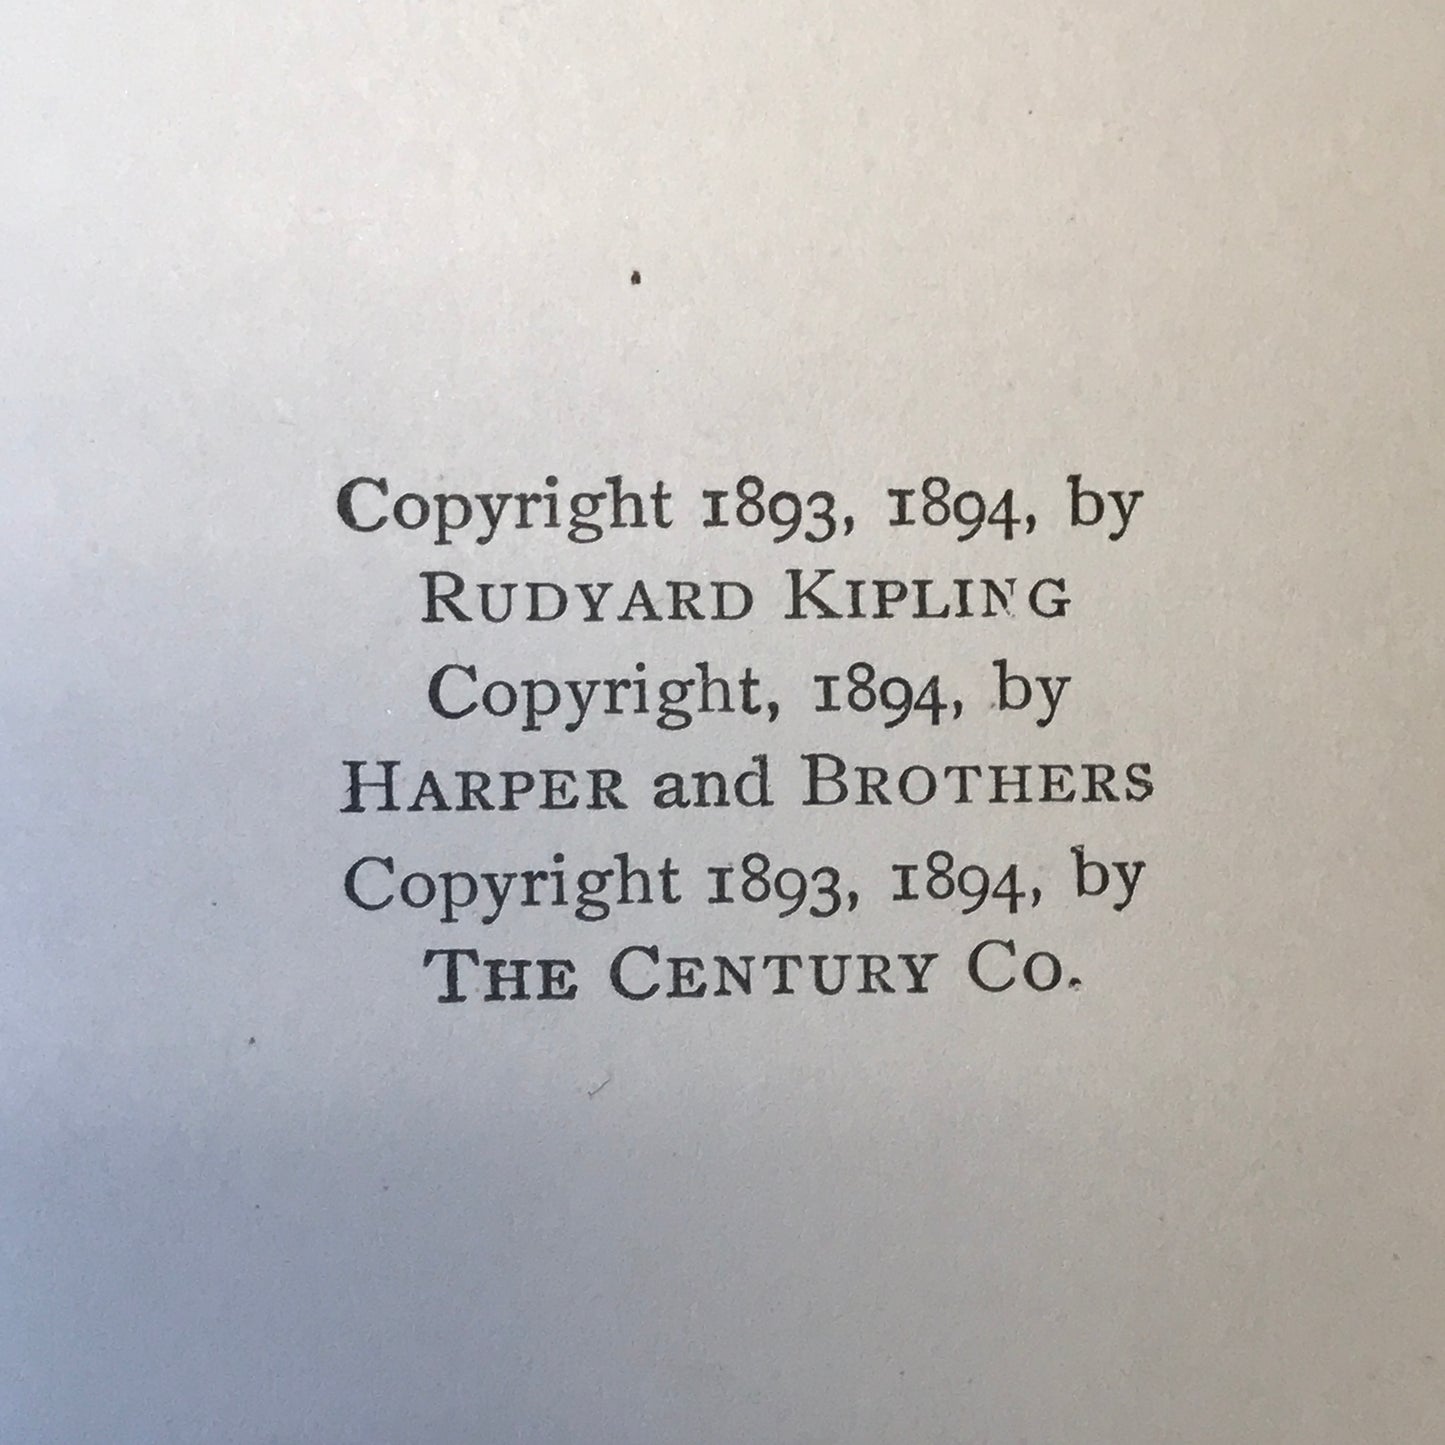 Copyright 1893, 1894, by
RUDYARD KIPLING
Copyright, 1894, by
HARPER and BROTHERS
Copyright 1893, 1894, by
THE CENTURY CO.